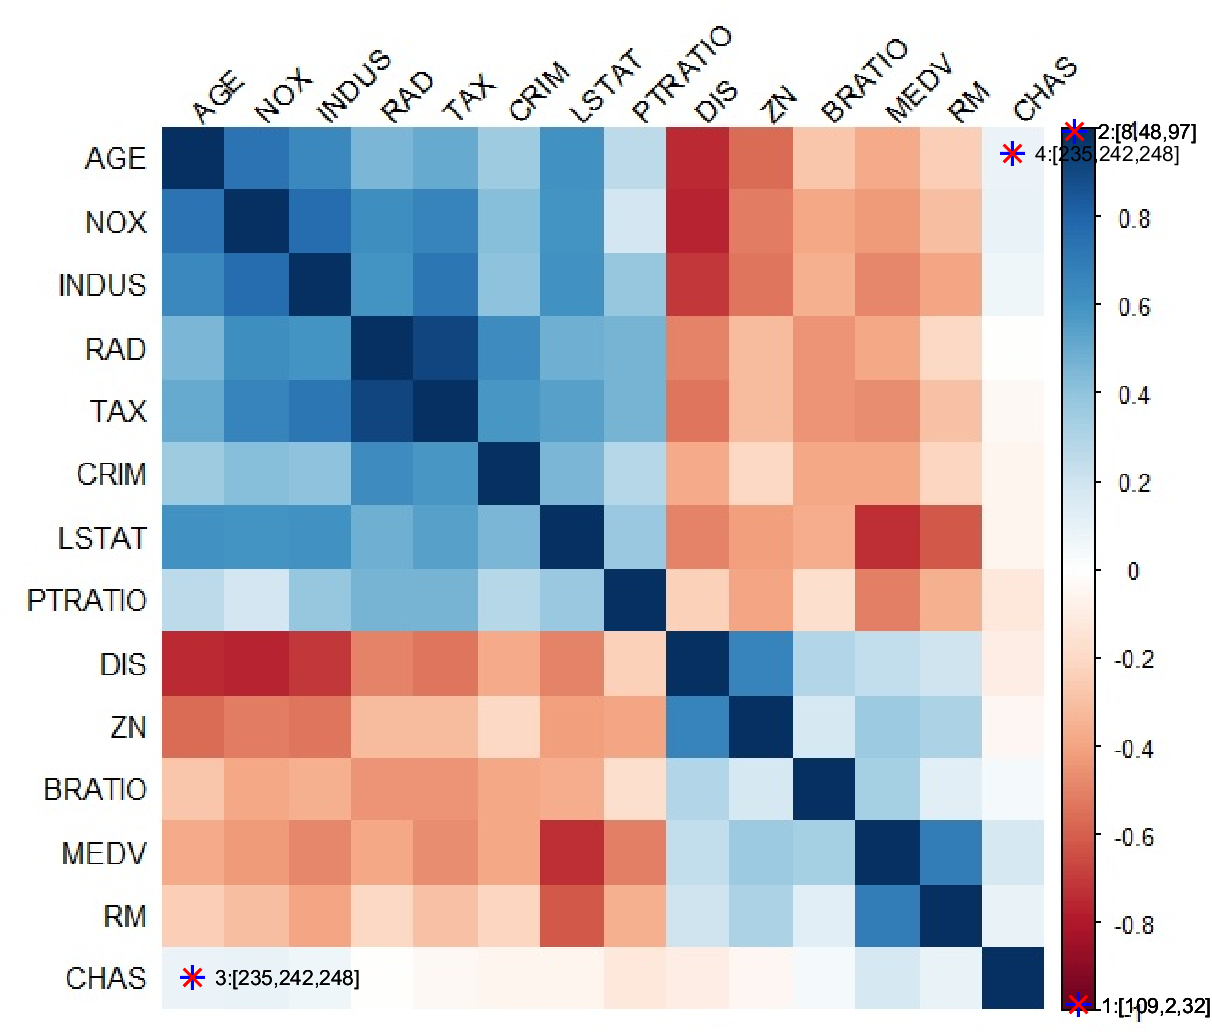 AGE NOX INDUS RAD TAX CRIM LSTAT PTRATIO DIS ZN BRATIO MEDV RM CHAS
2:[8,48,97]
AGE
4:[235,242,248]
NOX
0.8
INDUS
0.6
RAD
TAX
0.4
CRIM
0.2
LSTAT
0
PTRATIO
DIS
-0.2
ZN
-0.4
BRATIO
-0.6
MEDV
RM
-0.8
CHAS
3:[235,242,248]
1:[109,2,32]